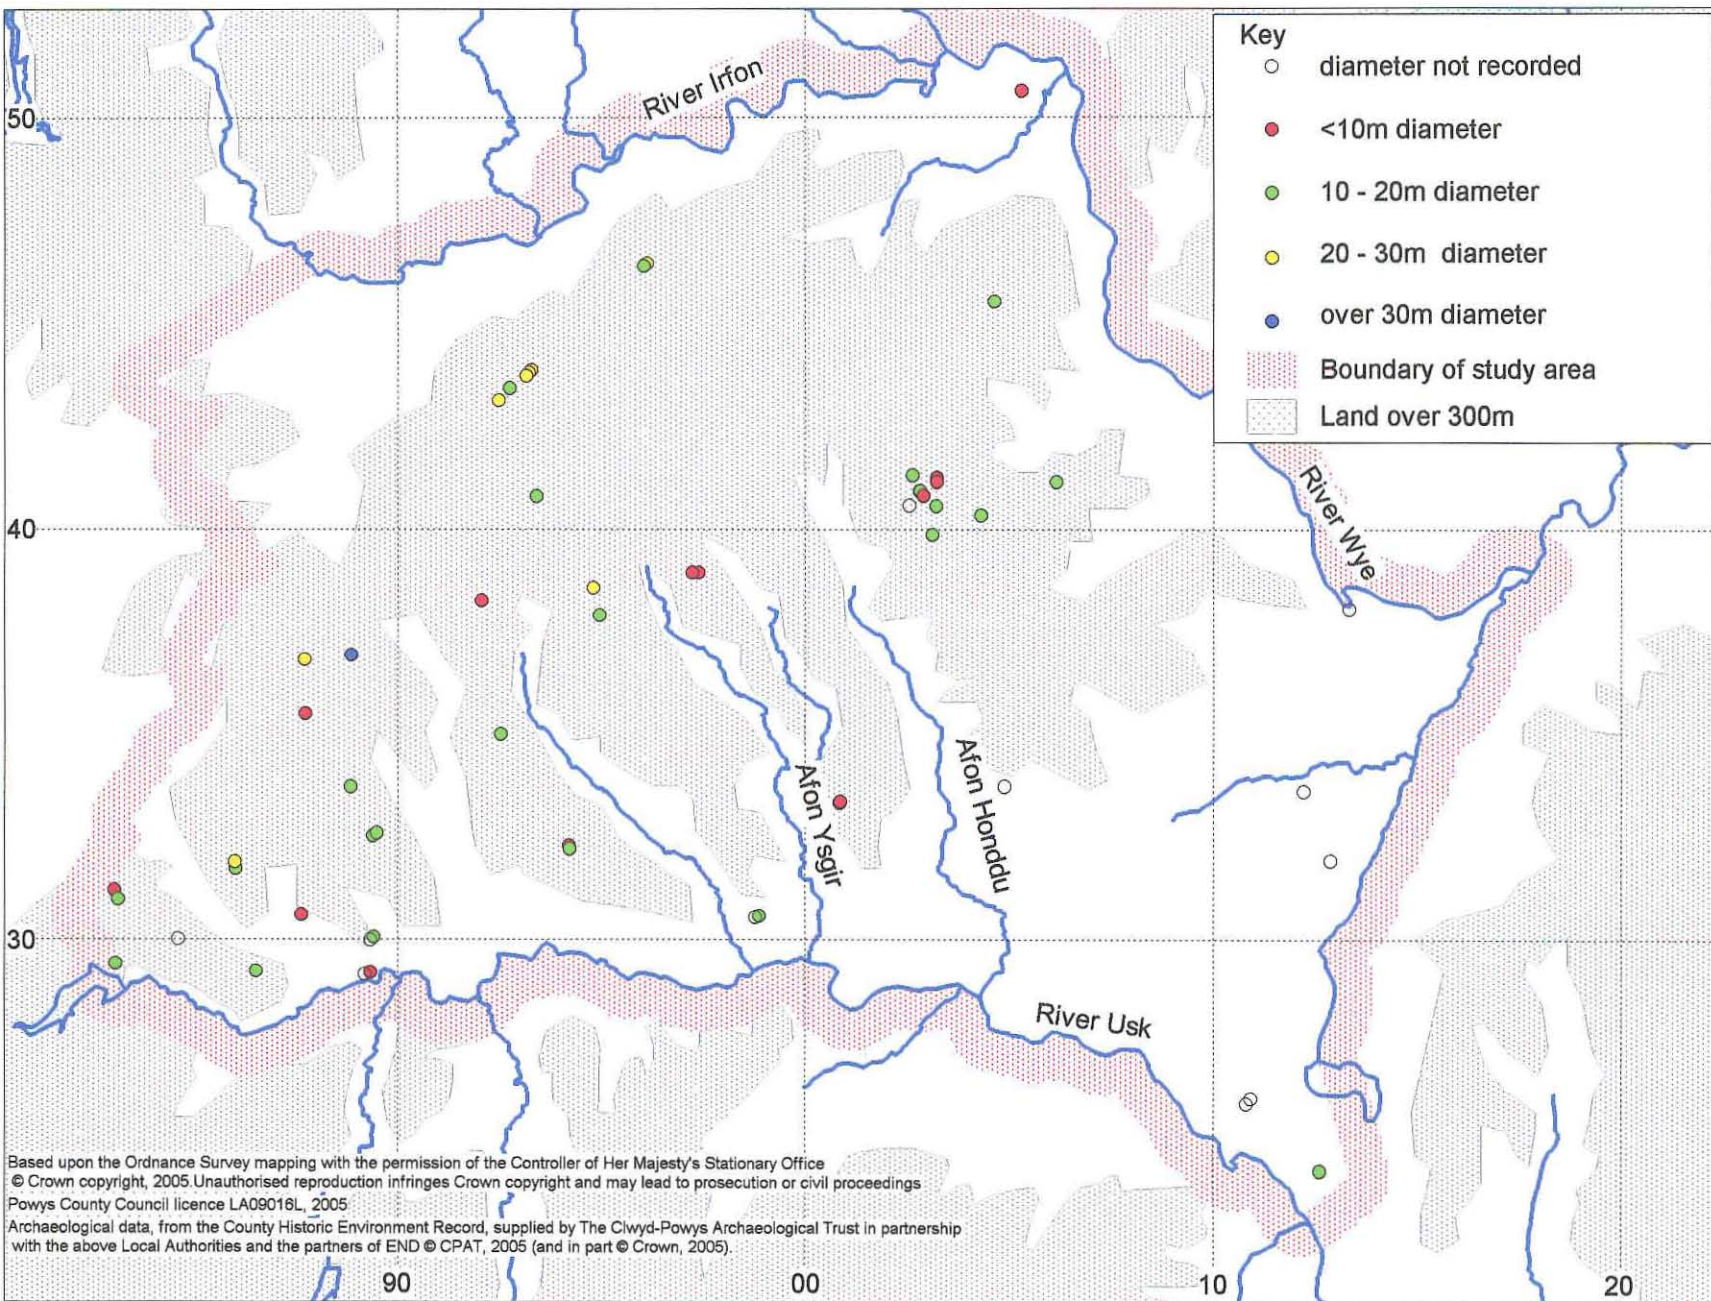 Key
diameter not recorded
<10m diameter
10 - 20m diameter
20 - 30m diameter
over 30m diameter
Boundary of study area
Land over 300m
River Irfon
50
River Wye
40
Afon Ysgir
Afon Honddu
30
River Usk
Based upon the Ordnance Survey mapping with the permission of the Controller of Her Majesty's Stationary Office
© Crown copyright, 2005.Unauthorised reproduction infringes Crown copyright and may lead to prosecution or civil proceedings
Powys County Council licence LA09016L, 2005
Archaeological data, from the County Historic Environment Record, supplied by The Clwyd-Powys Archaeological Trust in partnership
with the above Local Authorities and the partners of END © CPAT, 2005 (and in part © Crown, 2005).
90
00
10
20